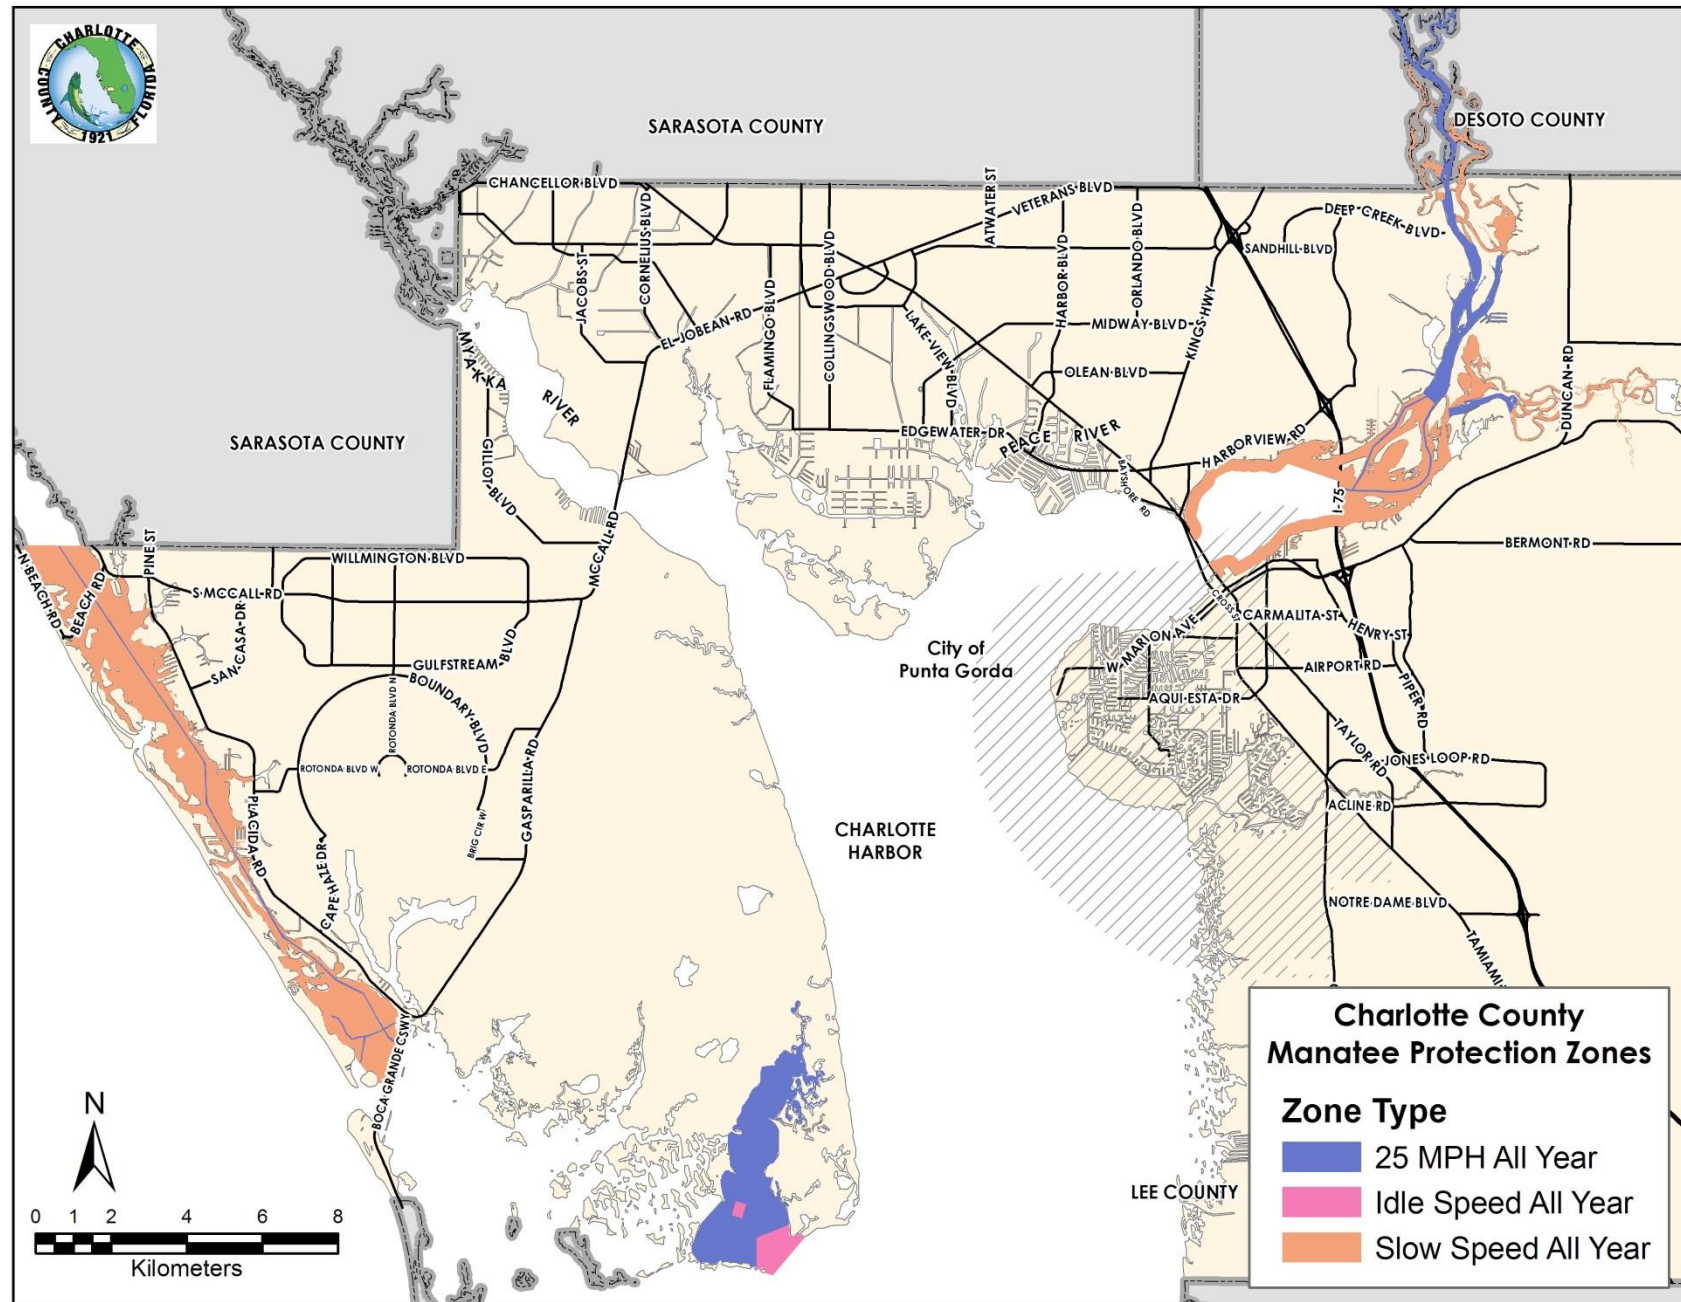 CHARLOTTE
COUNTY
FLORIDA
1921
SARASOTA COUNTY
DESOTO COUNTY
CHANCELLOR BLVD
ATWATER ST
VETERANS BLVD
DEEP CREEK BLVD
SANDHILL BLVD
JACOBS ST
CORNELIUS BLVD
FLAMINGO BLVD
COLLINGSWOOD BLVD
HARBOR BLVD
ORLANDO BLVD
EL JOBEAN RD
LAKE VIEW BLVD
MIDWAY BLVD
KINGS HWY
OLEAN BLVD
DUNCAN RD
MYAKKA RIVER
SARASOTA COUNTY
GILLOT BLVD
EDGEWATER DR
PEACE RIVER
HARBORVIEW RD
BAYSHORE RD
I-75
MCCALL RD
BERMONT RD
N BEACH RD
BEACH RD
PINE ST
WILLMINGTON BLVD
S MCCALL RD
SAN CASA DR
GULFSTREAM BLVD
CROSS ST
CARMALITA ST
HENRY ST
City of
Punta Gorda
W MARION AVE
AIRPORT RD
PIPER RD
AQUI ESTA DR
BOUNDARY BLVD
ROTONDA BLVD N
ROTONDA BLVD W
ROTONDA BLVD E
TAYLOR RD
JONES LOOP RD
ACLINE RD
PLACIDA RD
CAPE HAZE DR
BRIG CIR W
GASPARILLA RD
CHARLOTTE
HARBOR
NOTRE DAME BLVD
TAMIAMI
BOCA GRANDE CSWY
LEE COUNTY
N
0 1 2 4 6 8
Kilometers
Charlotte County
Manatee Protection Zones
Zone Type
25 MPH All Year
Idle Speed All Year
Slow Speed All Year